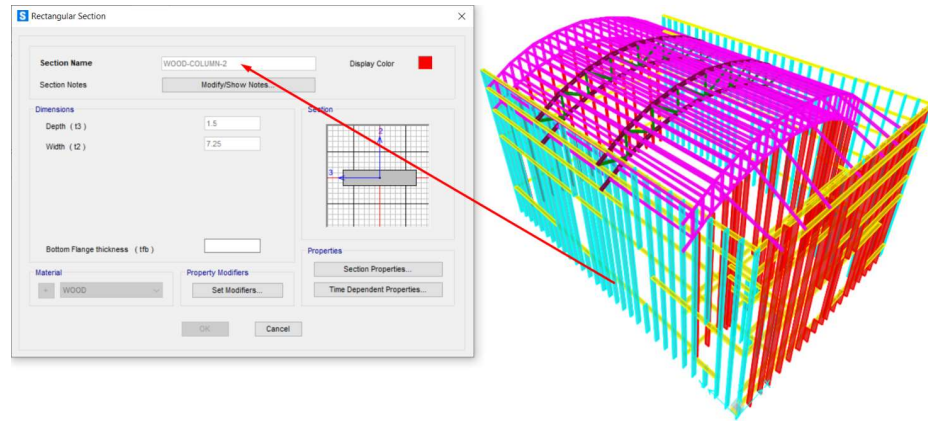 S Rectangular Section
Section Name WOOD-COLUMN-2 Display Color
Section Notes Modify/Show Notes...
Dimensions
Depth ( t3 ) 1.5
Width ( t2 ) 7.25
Section
2
3
Bottom Flange thickness ( tfb )
Properties
Section Properties...
Time Dependent Properties...
Material
+ WOOD
Property Modifiers
Set Modifiers...
OK Cancel